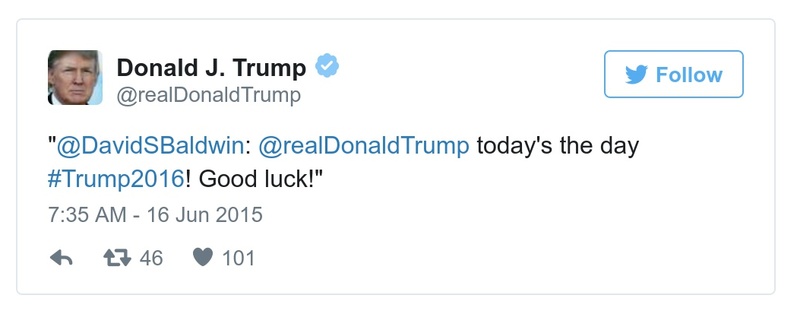 Donald J. Trump
@realDonaldTrump
Follow
"@DavidSBaldwin: @realDonaldTrump today's the day
#Trump2016! Good luck!"
7:35 AM - 16 Jun 2015
46 101